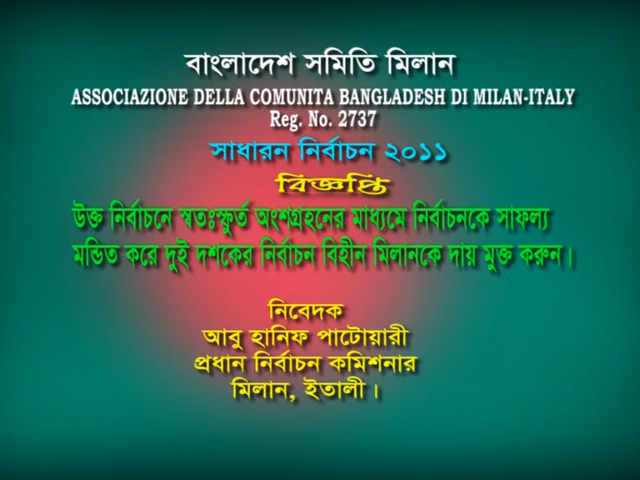 বাংলাদেশ সমিতি মিলান
ASSOCIAZIONE DELLA COMUNITA BANGLADESH DI MILAN-ITALY
Reg. No. 2737
সাধারন নির্বাচন ২০১১
বিজ্ঞপ্তি
উক্ত নির্বাচনে স্বতঃস্ফুর্ত অংশগ্রহনের মাধ্যমে নির্বাচনকে সাফল্য
মন্ডিত করে দুই দশকের নির্বাচন বিহীন মিলানকে দায় মুক্ত করুন।
নিবেদক
আবু হানিফ পাটোয়ারী
প্রধান নির্বাচন কমিশনার
মিলান, ইতালী।